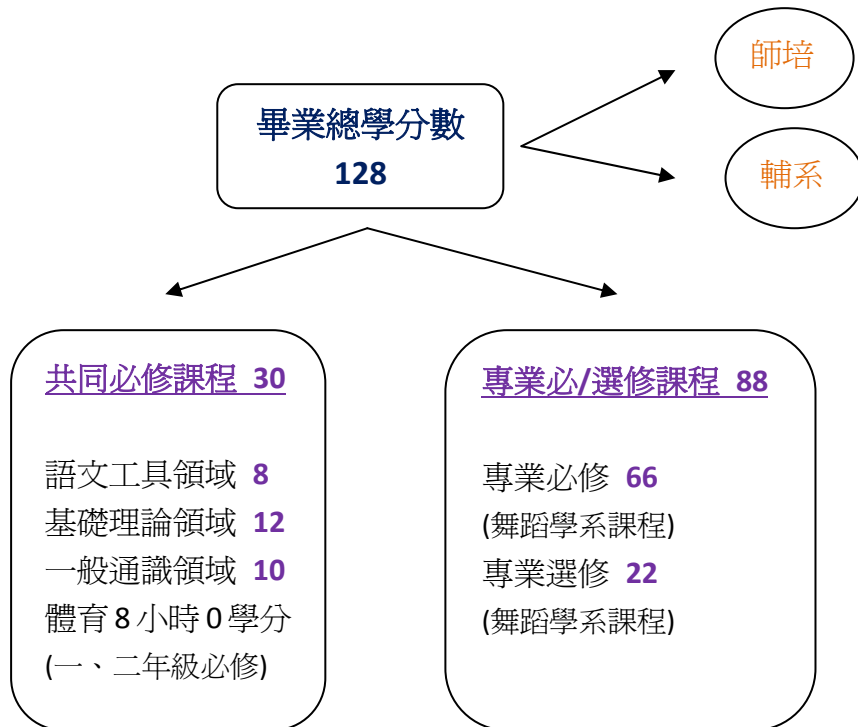 師培
畢業總學分數
128
輔系
共同必修課程 30
語文工具領域 8
基礎理論領域 12
一般通識領域 10
體育 8 小時 0 學分
(一、二年級必修)
專業必/選修課程 88
專業必修 66
(舞蹈學系課程)
專業選修 22
(舞蹈學系課程)